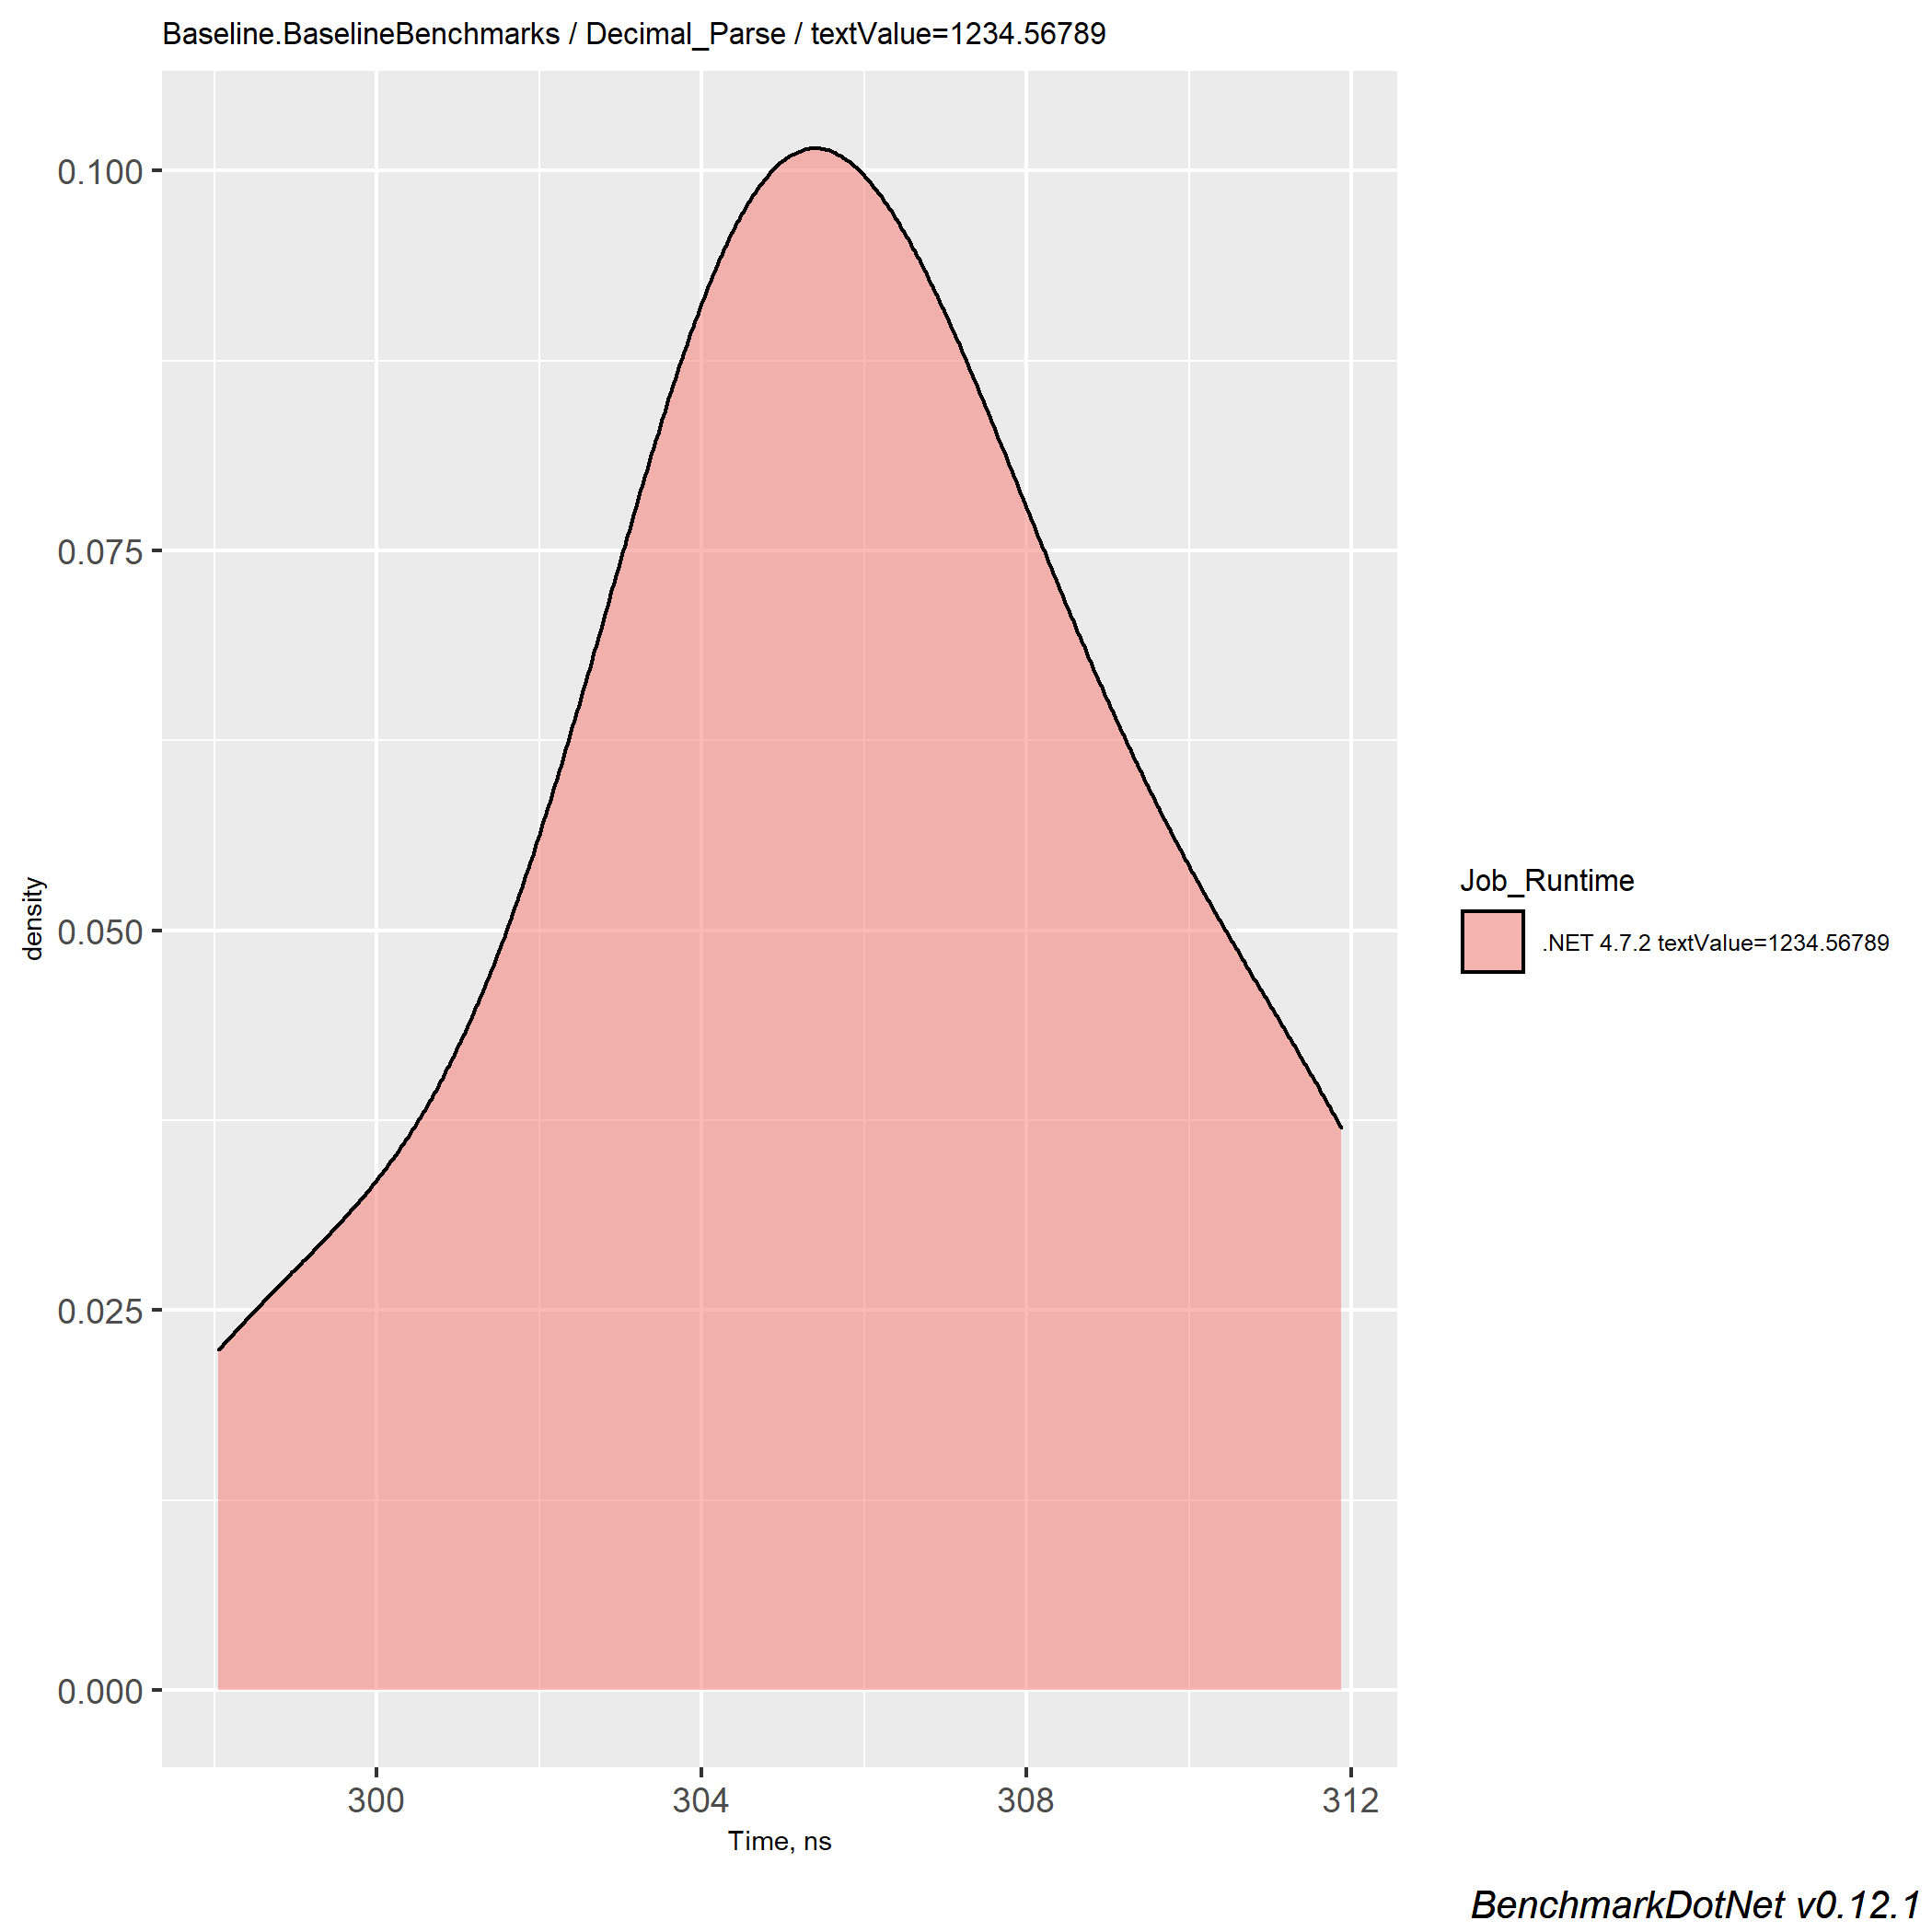 Baseline.BaselineBenchmarks / Decimal_Parse / textValue=1234.56789
0.100
0.075
0.050
0.025
0.000
density
300 304 308 312
Time, ns
Job_Runtime
.NET 4.7.2 textValue=1234.56789
BenchmarkDotNet v0.12.1